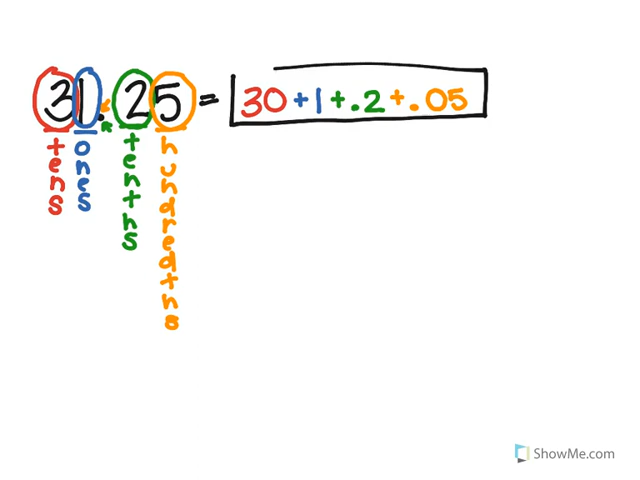 31.25 = 30 + 1 + .2 + .05
tens
ones
tenths
hundredths
ShowMe.com